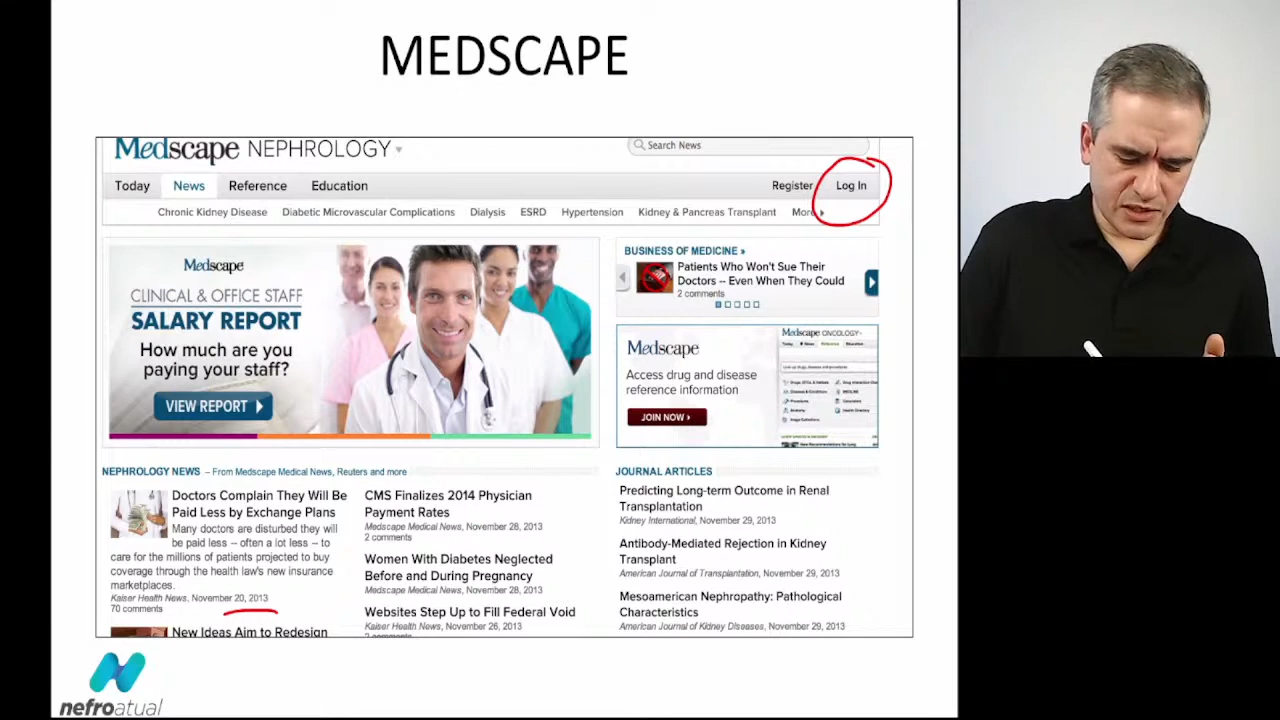 MEDSCAPE
Medscape NEPHROLOGY
Search News
Today News Reference Education
Register Log In
Chronic Kidney Disease Diabetic Microvascular Complications Dialysis ESRD Hypertension Kidney & Pancreas Transplant More
Medscape
CLINICAL & OFFICE STAFF
SALARY REPORT
How much are you
paying your staff?
VIEW REPORT
BUSINESS OF MEDICINE »
Patients Who Won't Sue Their
Doctors -- Even When They Could
2 comments
Medscape
Access drug and disease
reference information
JOIN NOW
Medscape ONCOLOGY
Today News Reference Education
NEPHROLOGY NEWS – From Medscape Medical News, Reuters and more
Doctors Complain They Will Be
Paid Less by Exchange Plans
Many doctors are disturbed they will
be paid less -- often a lot less -- to
care for the millions of patients projected to buy
coverage through the health law's new insurance
marketplaces.
Kaiser Health News, November 20, 2013
70 comments
New Ideas Aim to Redesign
CMS Finalizes 2014 Physician
Payment Rates
Medscape Medical News, November 28, 2013
2 comments
Women With Diabetes Neglected
Before and During Pregnancy
Medscape Medical News, November 28, 2013
Websites Step Up to Fill Federal Void
Kaiser Health News, November 26, 2013
2 comments
JOURNAL ARTICLES
Predicting Long-term Outcome in Renal
Transplantation
Kidney International, November 29, 2013
Antibody-Mediated Rejection in Kidney
Transplant
American Journal of Transplantation, November 29, 2013
Mesoamerican Nephropathy: Pathological
Characteristics
American Journal of Kidney Diseases, November 29, 2013
nefroatual